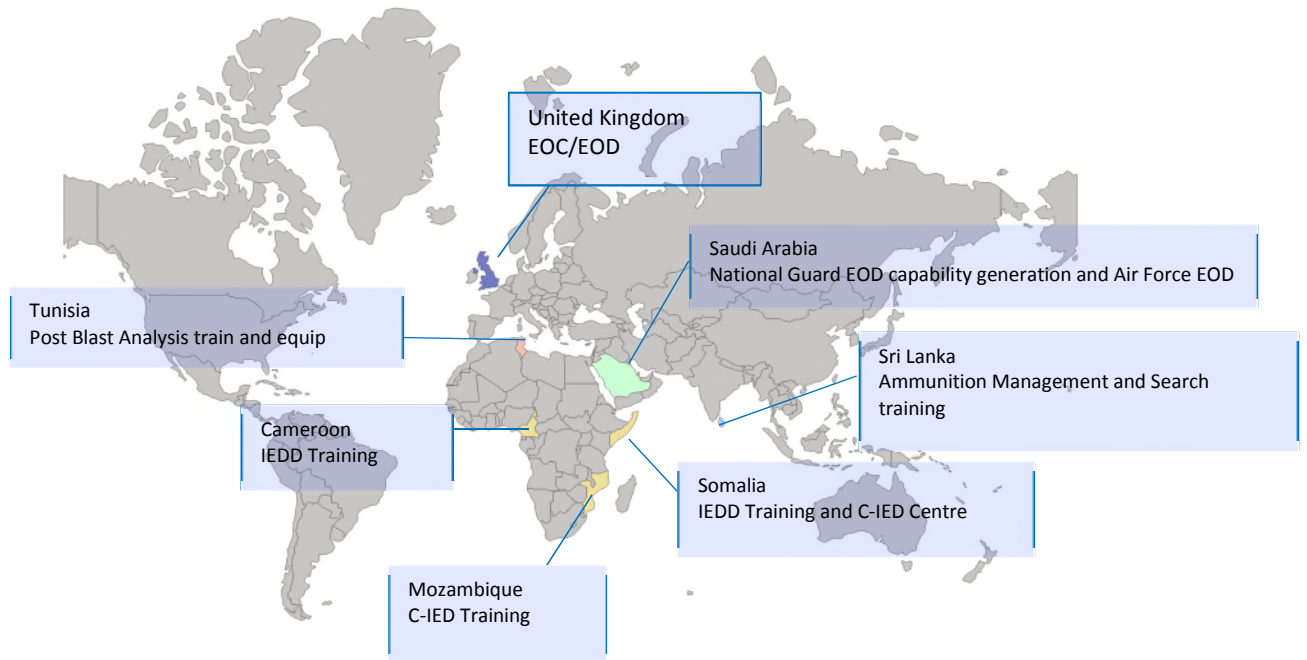 United Kingdom
EOC/EOD
Saudi Arabia
National Guard EOD capability generation and Air Force EOD
Tunisia
Post Blast Analysis train and equip
Sri Lanka
Ammunition Management and Search
training
Cameroon
IEDD Training
Somalia
IEDD Training and C-IED Centre
Mozambique
C-IED Training